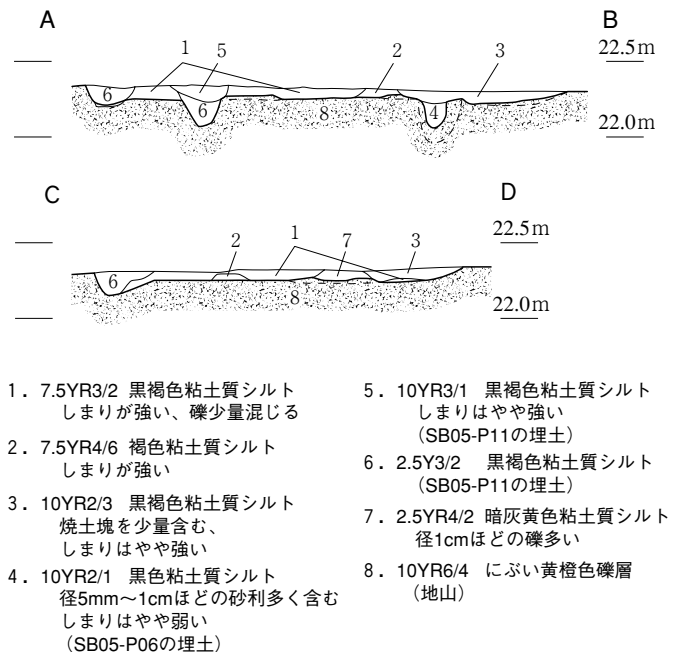 A B
1 5 2 3 22.5m
6 6 8 4 22.0m
C D
2 1 7 3 22.5m
6 8 22.0m
1．7.5YR3/2 黒褐色粘土質シルト
しまりが強い、礫少量混じる
2．7.5YR4/6 褐色粘土質シルト
しまりが強い
3．10YR2/3 黒褐色粘土質シルト
焼土塊を少量含む、
しまりはやや強い
4．10YR2/1 黒色粘土質シルト
径5mm～1cmほどの砂利多く含む
しまりはやや弱い
（SB05-P06の埋土）
5．10YR3/1 黒褐色粘土質シルト
しまりはやや強い
（SB05-P11の埋土）
6．2.5Y3/2 黒褐色粘土質シルト
（SB05-P11の埋土）
7．2.5YR4/2 暗灰黄色粘土質シルト
径1cmほどの礫多い
8．10YR6/4 にぶい黄橙色礫層
（地山）